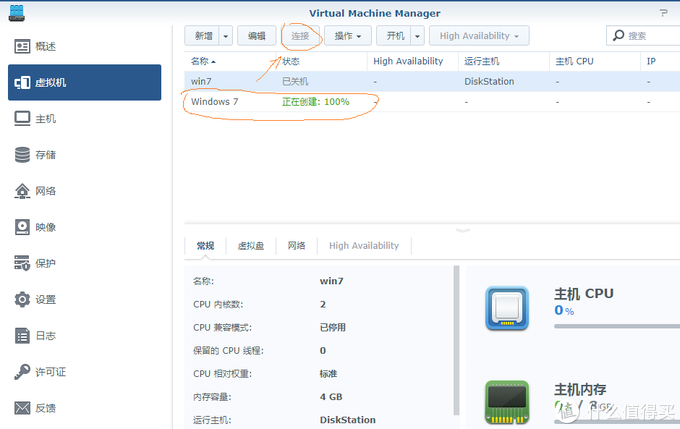 Virtual Machine Manager
?
概述
虚拟机
主机
存储
网络
映像
保护
设置
日志
许可证
反馈
新增 编辑 连接 操作 开机 High Availability 搜索
名称 状态 High Availability 运行主机 主机 CPU IP
win7 已关机 - DiskStation - -
Windows 7 正在创建: 100% - - - -
常规 虚拟盘 网络 High Availability
名称: win7
CPU 内核数: 2
CPU 兼容模式: 已停用
保留的 CPU 线程: 0
CPU 相对权重: 标准
内存容量: 4 GB
运行主机: DiskStation
主机 CPU
0 %
主机内存
值 什么值得买